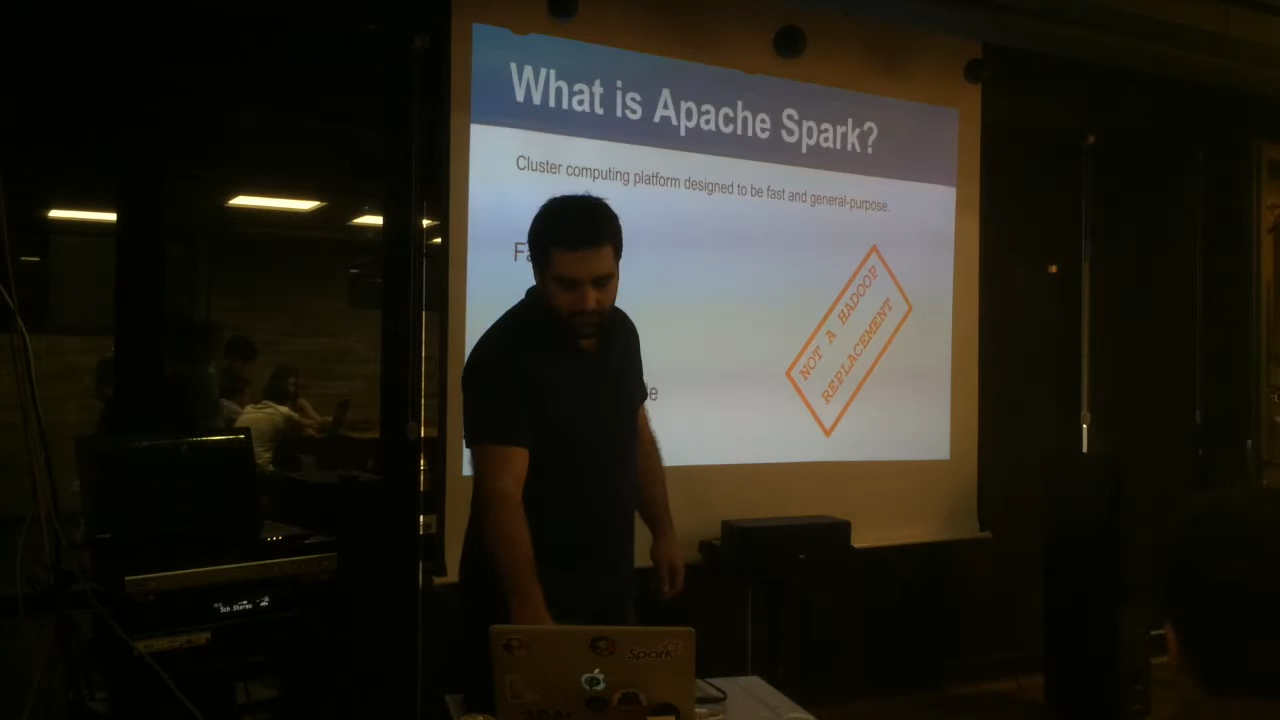 What is Apache Spark?
Cluster computing platform designed to be fast and general-purpose.
NOT A HADOOP
REPLACEMENT
Spark